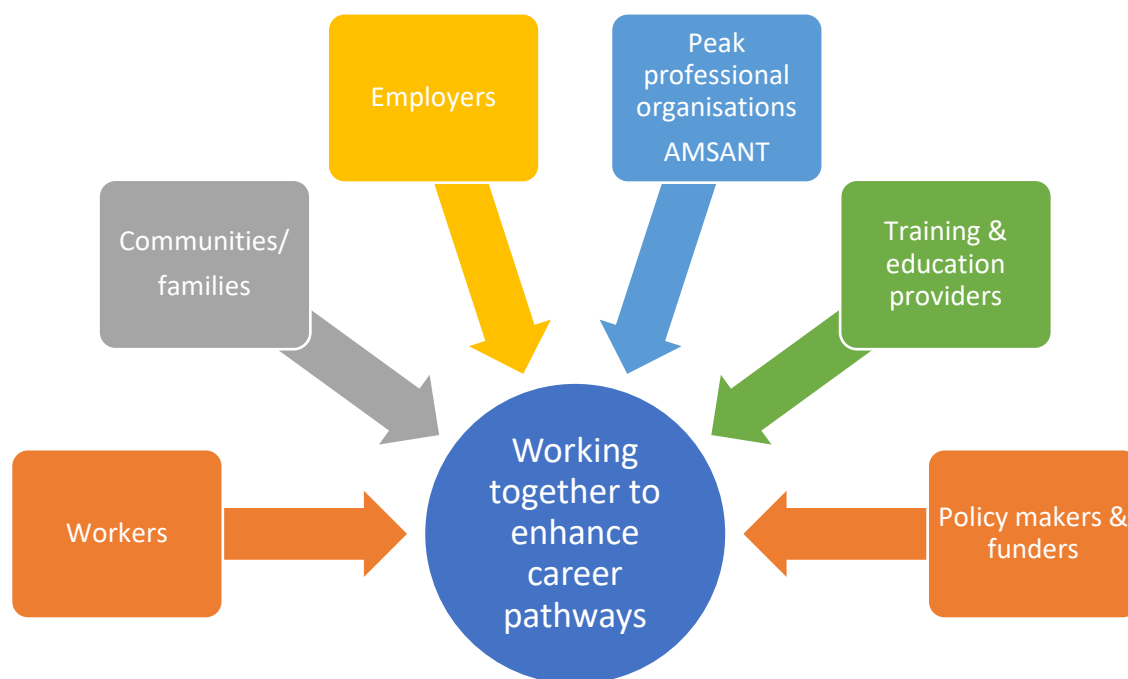 Employers
Peak
professional
organisations
AMSANT
Communities/
families
Training &
education
providers
Workers
Working
together to
enhance
career
pathways
Policy makers &
funders